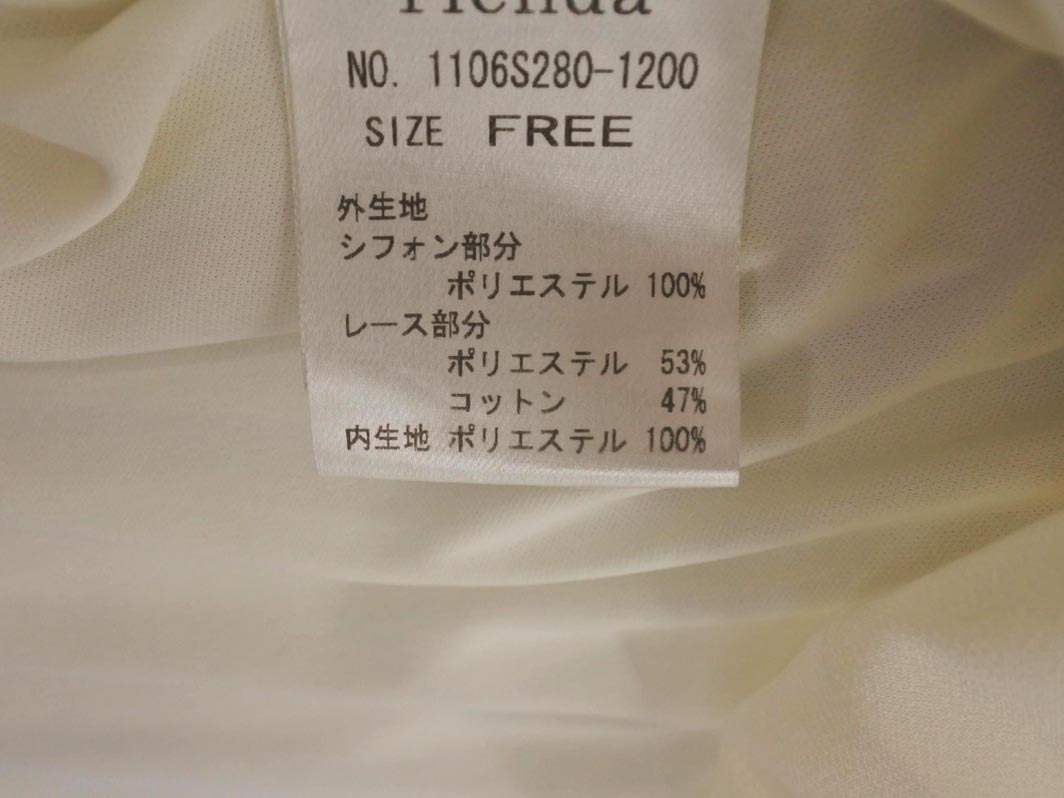 NO. 1106S280-1200
SIZE FREE
外生地
シフォン部分
ポリエステル 100%
レース部分
ポリエステル 53%
コットン 47%
内生地 ポリエステル 100%